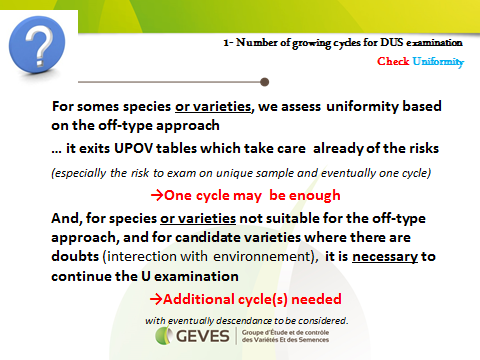 ?
1- Number of growing cycles for DUS examination
Check Uniformity
For somes species or varieties, we assess uniformity based
on the off-type approach
... it exits UPOV tables which take care already of the risks
(especially the risk to exam on unique sample and eventually one cycle)
→One cycle may be enough
And, for species or varieties not suitable for the off-type
approach, and for candidate varieties where there are
doubts (interection with environnement), it is necessary to
continue the U examination
→Additional cycle(s) needed
with eventually descendance to be considered.
GEVES Groupe d'Étude et de contrôle
des Variétés Et des Semences